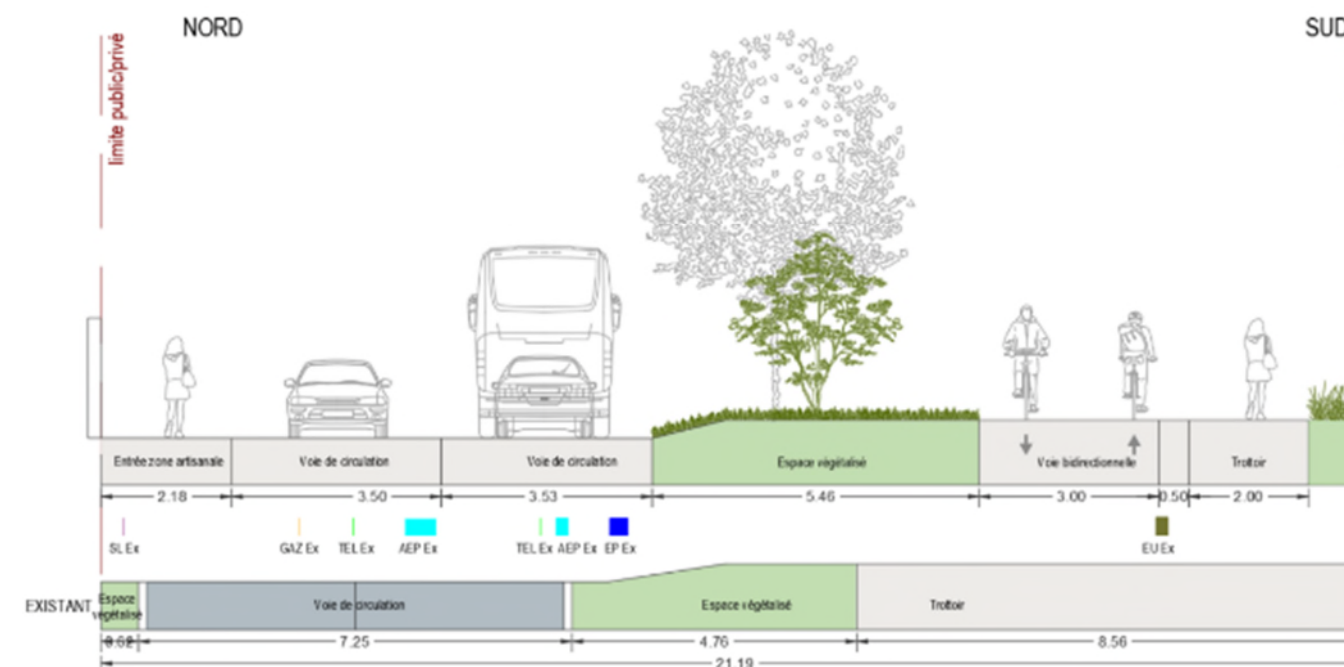 NORD
SUD
limite public/privé
Entrée zone artisanale
Voie de circulation
Voie de circulation
Espace végétalisé
Voie bidirectionnelle
Trottoir
2.18
3.50
3.53
5.46
3.00
0.50
2.00
SL Ex
GAZ Ex
TEL Ex
AEP Ex
TEL Ex
AEP Ex
EP Ex
EU Ex
EXISTANT
Espace
végétalisé
Voie de circulation
Espace végétalisé
Trottoir
0.62
7.25
4.76
8.56
21.19